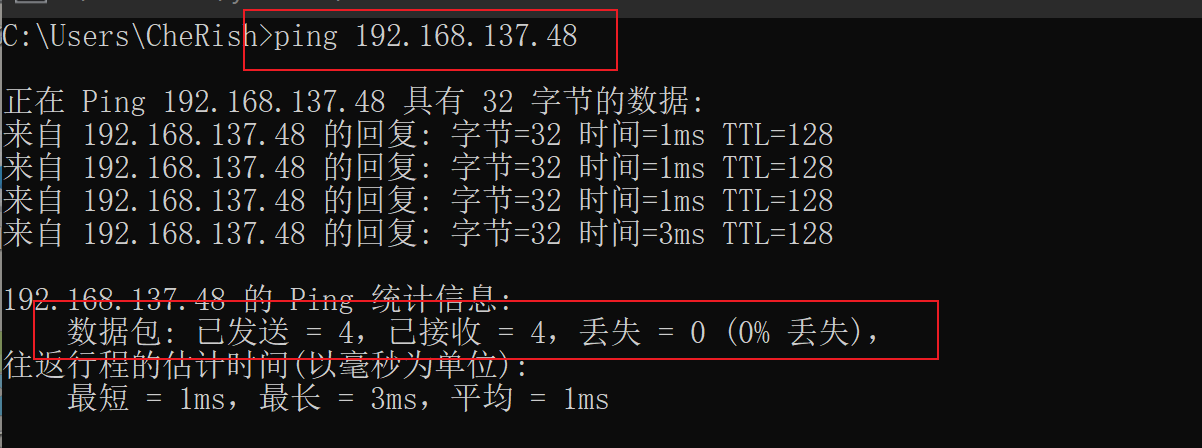 C:\Users\CheRish>ping 192.168.137.48
正在 Ping 192.168.137.48 具有 32 字节的数据:
来自 192.168.137.48 的回复: 字节=32 时间=1ms TTL=128
来自 192.168.137.48 的回复: 字节=32 时间=1ms TTL=128
来自 192.168.137.48 的回复: 字节=32 时间=1ms TTL=128
来自 192.168.137.48 的回复: 字节=32 时间=3ms TTL=128
192.168.137.48 的 Ping 统计信息:
数据包: 已发送 = 4，已接收 = 4，丢失 = 0 (0% 丢失)，
往返行程的估计时间(以毫秒为单位):
最短 = 1ms，最长 = 3ms，平均 = 1ms